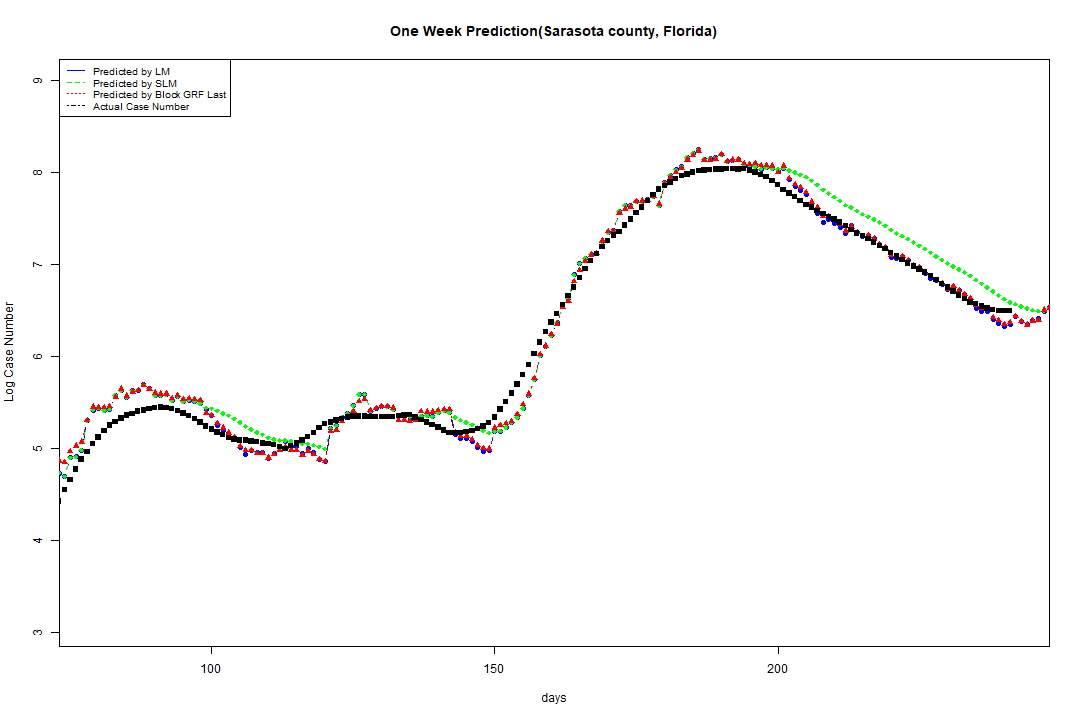 One Week Prediction(Sarasota county, Florida)
Predicted by LM
Predicted by SLM
Predicted by Block GRF Last
Actual Case Number
9
8
7
6
5
4
3
Log Case Number
100
150
200
days